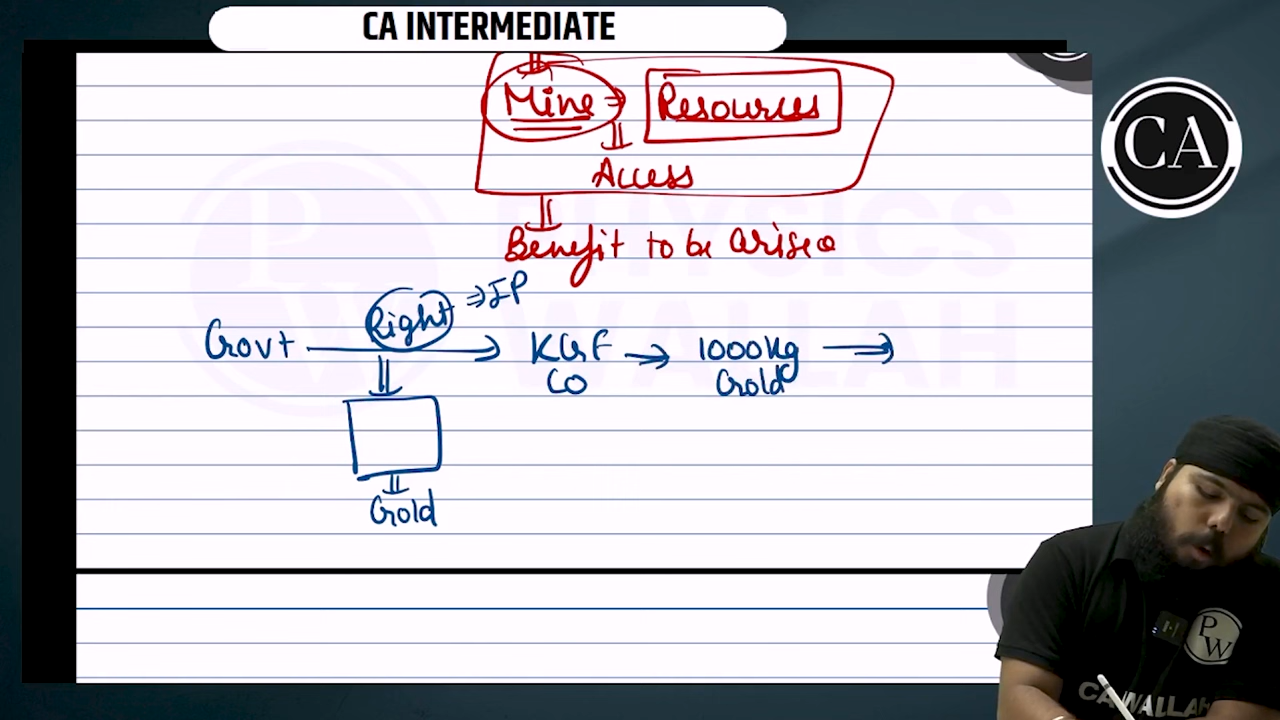 CA INTERMEDIATE
Mine ⇒ Resources
CA
Access
Benefit to be arise
Right ⇒ IP
Govt → KGF → 1000Kg →
CO Gold
Gold
PHYSICS
WALLAH
PW
PW
CA WALLAH